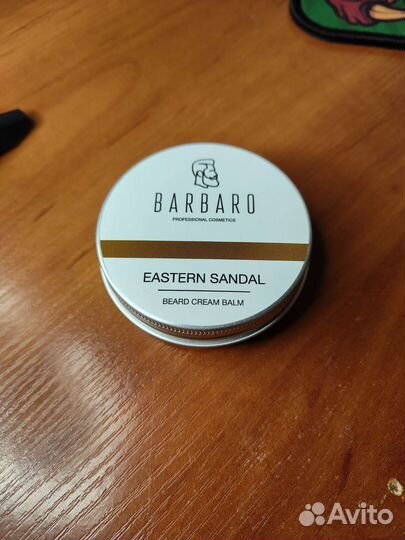 BARBARO
PROFESSIONAL COSMETICS
EASTERN SANDAL
BEARD CREAM BALM
Avito